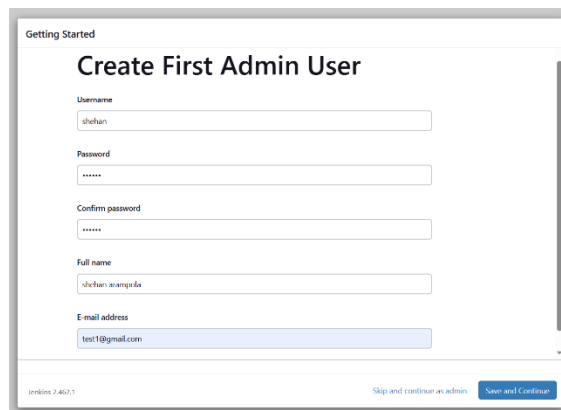 Getting Started
Create First Admin User
Username
shehan
Password
••••••
Confirm password
••••••
Full name
shehan arampola
E-mail address
test1@gmail.com
Jenkins 2.462.1
Skip and continue as admin
Save and Continue